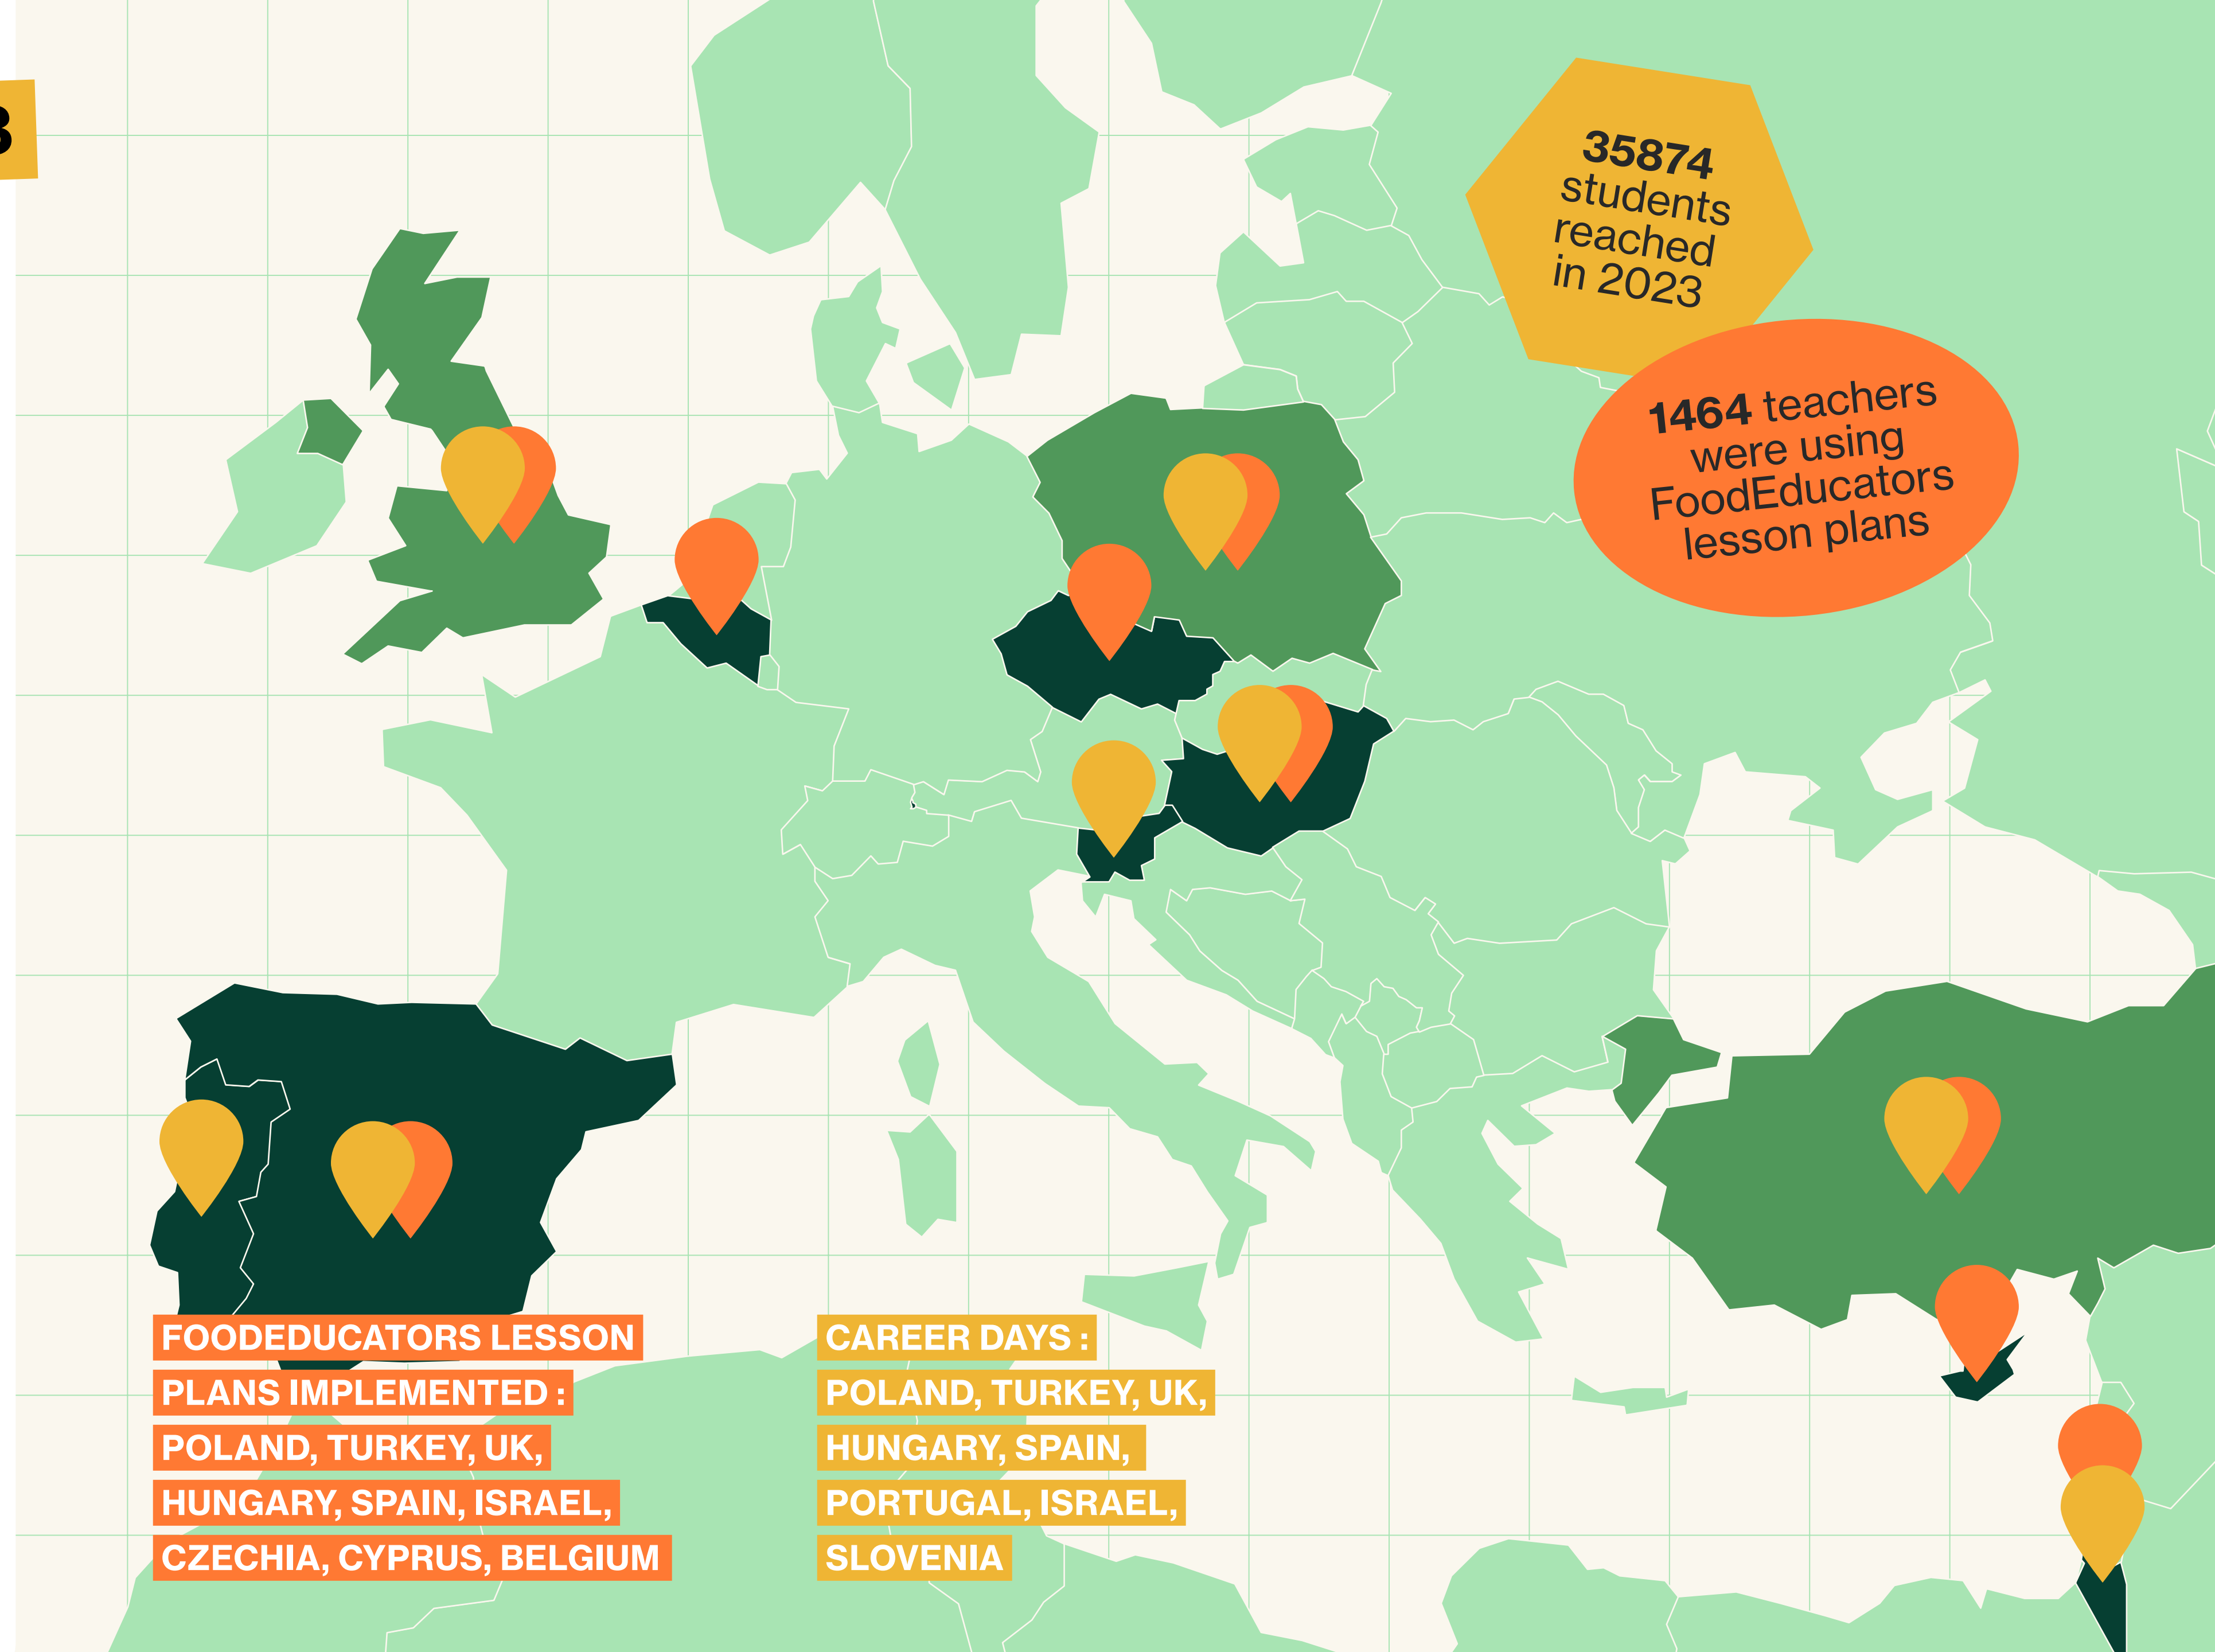 35874
students
reached
in 2023
1464 teachers
were using
FoodEducators
lesson plans
FOODEDUCATORS LESSON
PLANS IMPLEMENTED :
POLAND, TURKEY, UK,
HUNGARY, SPAIN, ISRAEL,
CZECHIA, CYPRUS, BELGIUM
CAREER DAYS :
POLAND, TURKEY, UK,
HUNGARY, SPAIN,
PORTUGAL, ISRAEL,
SLOVENIA